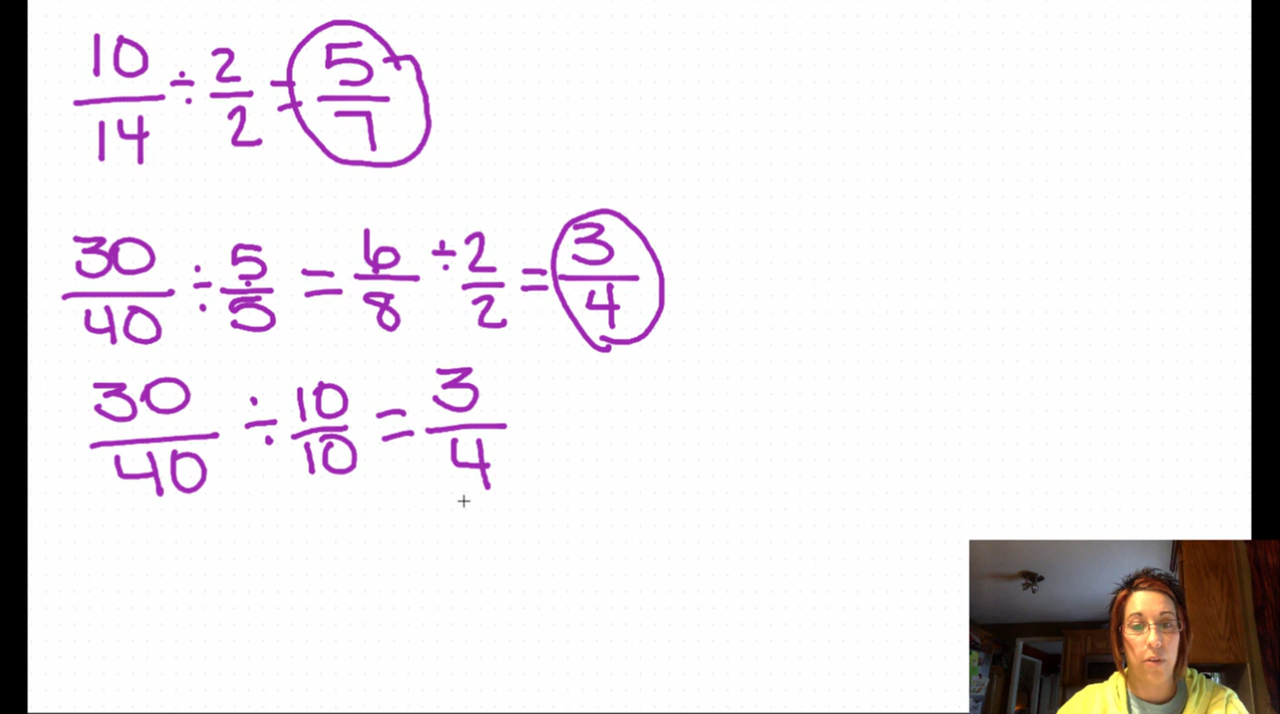 10/14 ÷ 2/2 = 5/7
30/40 ÷ 5/5 = 6/8 ÷ 2/2 = 3/4
30/40 ÷ 10/10 = 3/4